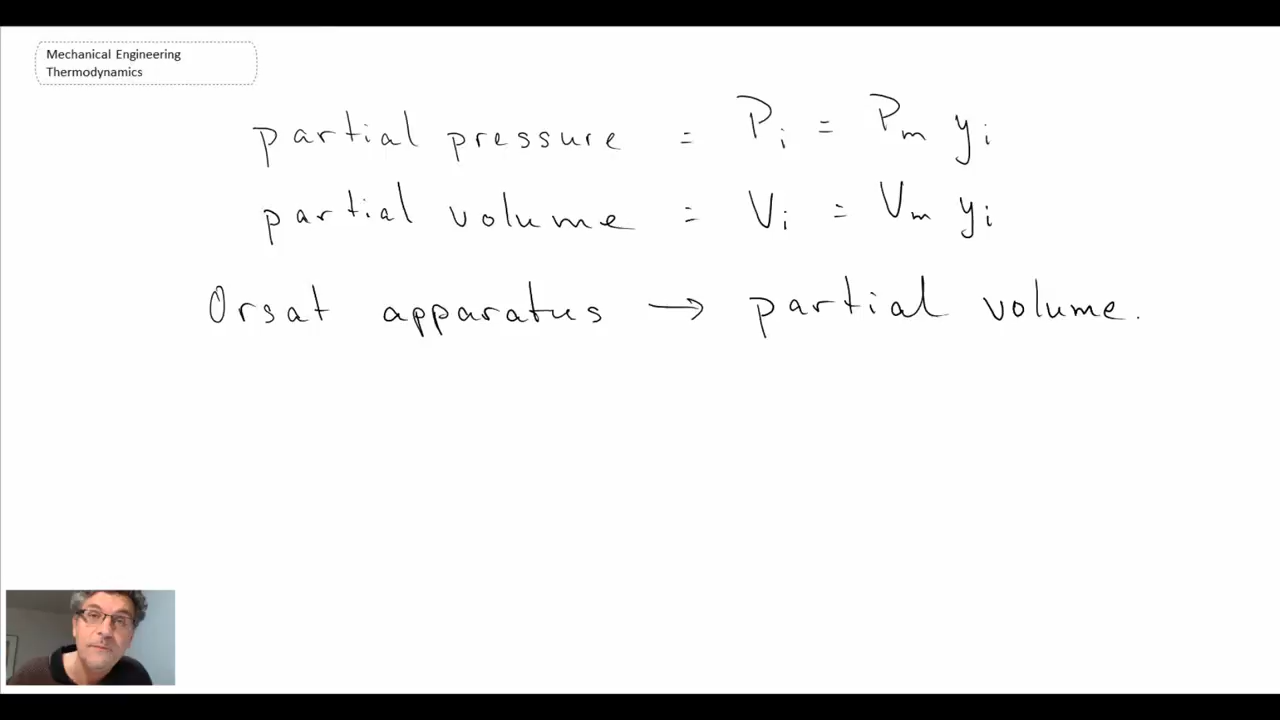 Mechanical Engineering
Thermodynamics
partial pressure = Pi = Pm yi
partial volume = Vi = Vm yi
Orsat apparatus → partial volume.